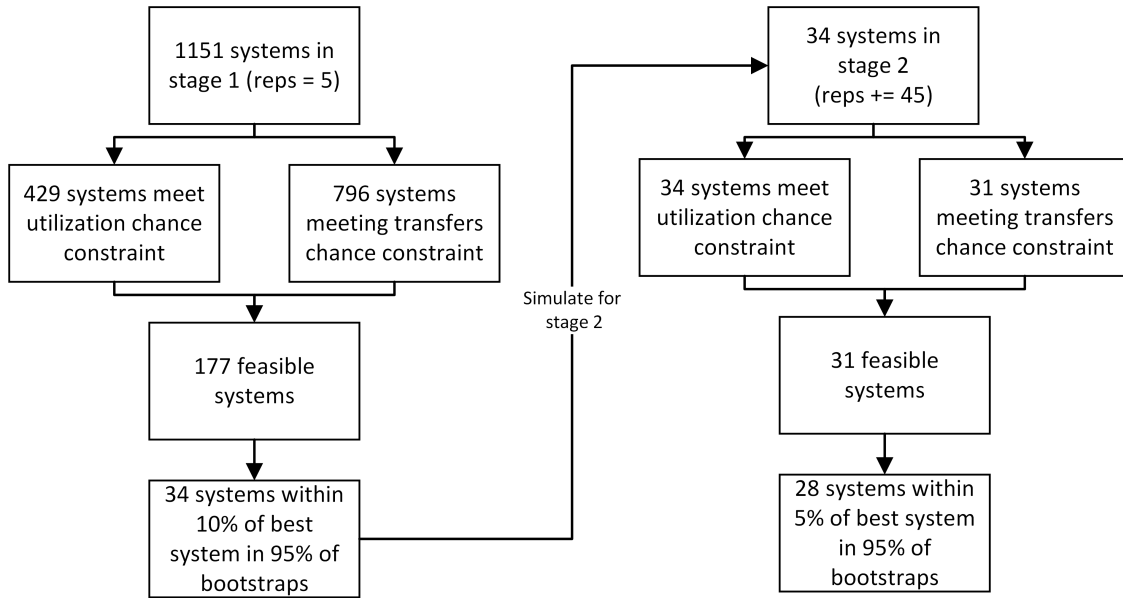 1151 systems in
stage 1 (reps = 5)
429 systems meet
utilization chance
constraint
796 systems
meeting transfers
chance constraint
177 feasible
systems
34 systems within
10% of best
system in 95% of
bootstraps
Simulate for
stage 2
34 systems in
stage 2
(reps += 45)
34 systems meet
utilization chance
constraint
31 systems
meeting transfers
chance constraint
31 feasible
systems
28 systems within
5% of best system
in 95% of
bootstraps